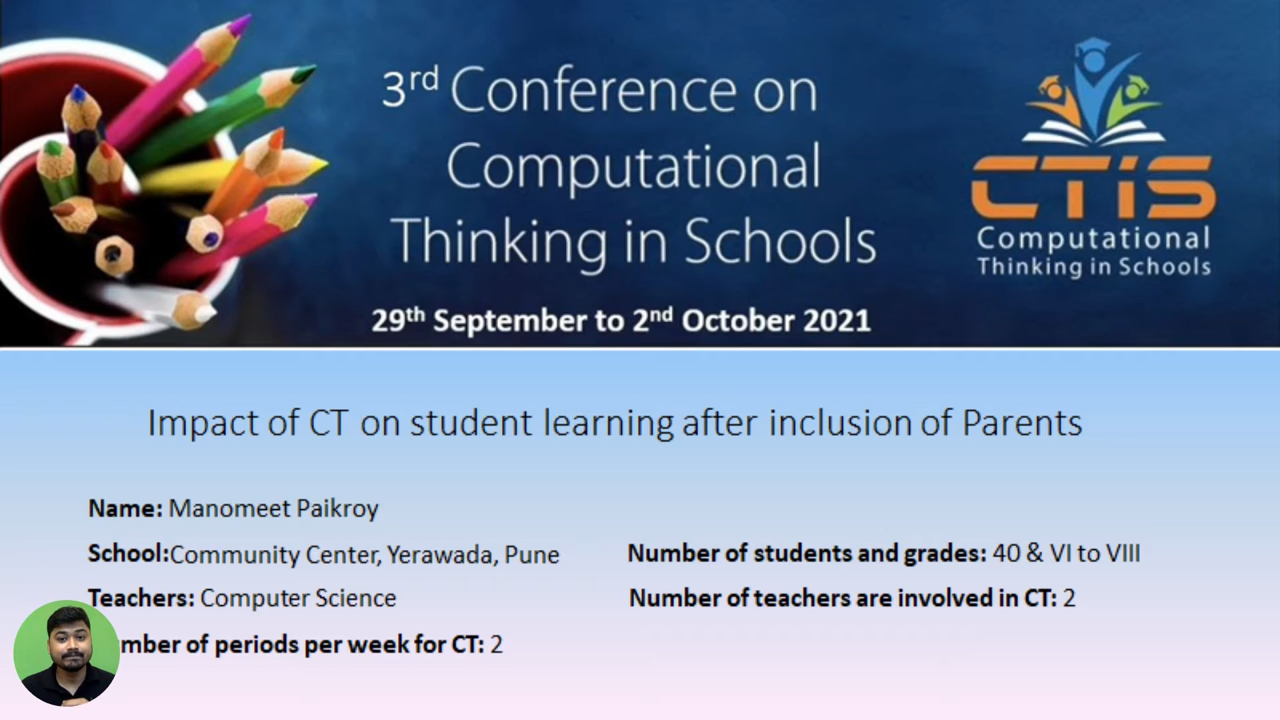 3rd Conference on
Computational
Thinking in Schools
29th September to 2nd October 2021
CTiS
Computational
Thinking in Schools
Impact of CT on student learning after inclusion of Parents
Name: Manomeet Paikroy
School:Community Center, Yerawada, Pune
Number of students and grades: 40 & VI to VIII
Teachers: Computer Science
Number of teachers are involved in CT: 2
mber of periods per week for CT: 2